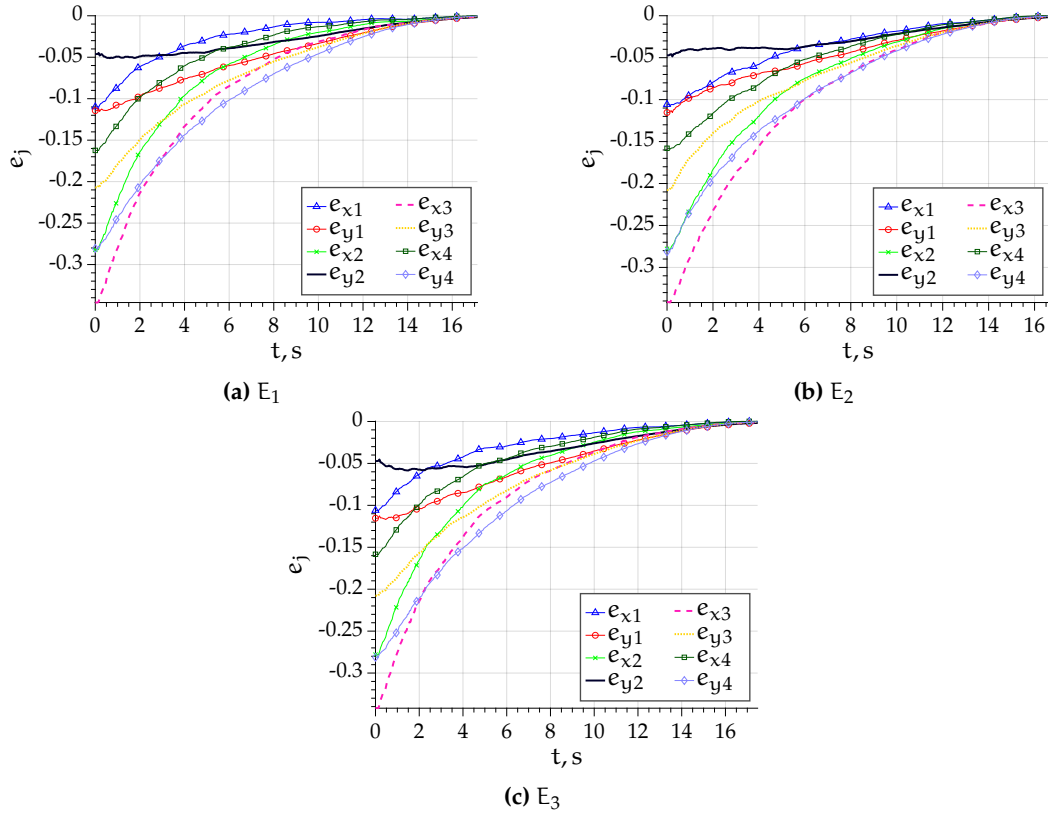 0
-0.05
-0.1
-0.15
-0.2
-0.25
-0.3
e_j
0 2 4 6 8 10 12 14 16
t, s
e_x1 e_x3
e_y1 e_y3
e_x2 e_x4
e_y2 e_y4
(a) E_1
0
-0.05
-0.1
-0.15
-0.2
-0.25
-0.3
e_j
0 2 4 6 8 10 12 14 16
t, s
e_x1 e_x3
e_y1 e_y3
e_x2 e_x4
e_y2 e_y4
(b) E_2
0
-0.05
-0.1
-0.15
-0.2
-0.25
-0.3
e_j
0 2 4 6 8 10 12 14 16
t, s
e_x1 e_x3
e_y1 e_y3
e_x2 e_x4
e_y2 e_y4
(c) E_3